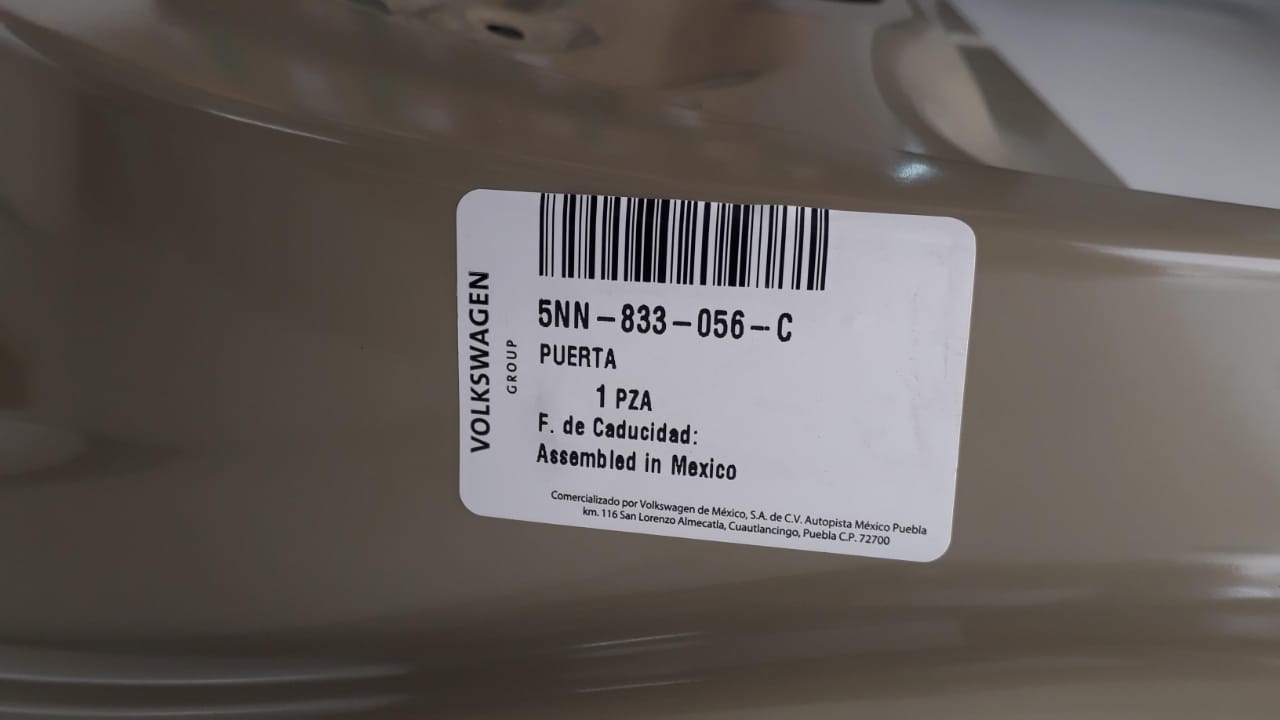 VOLKSWAGEN
GROUP
5NN-833-056-C
PUERTA
1 PZA
F. de Caducidad:
Assembled in Mexico
Comercializado por Volkswagen de México, S.A. de C.V. Autopista México Puebla
km. 116 San Lorenzo Almecatla, Cuautlancingo, Puebla C.P. 72700